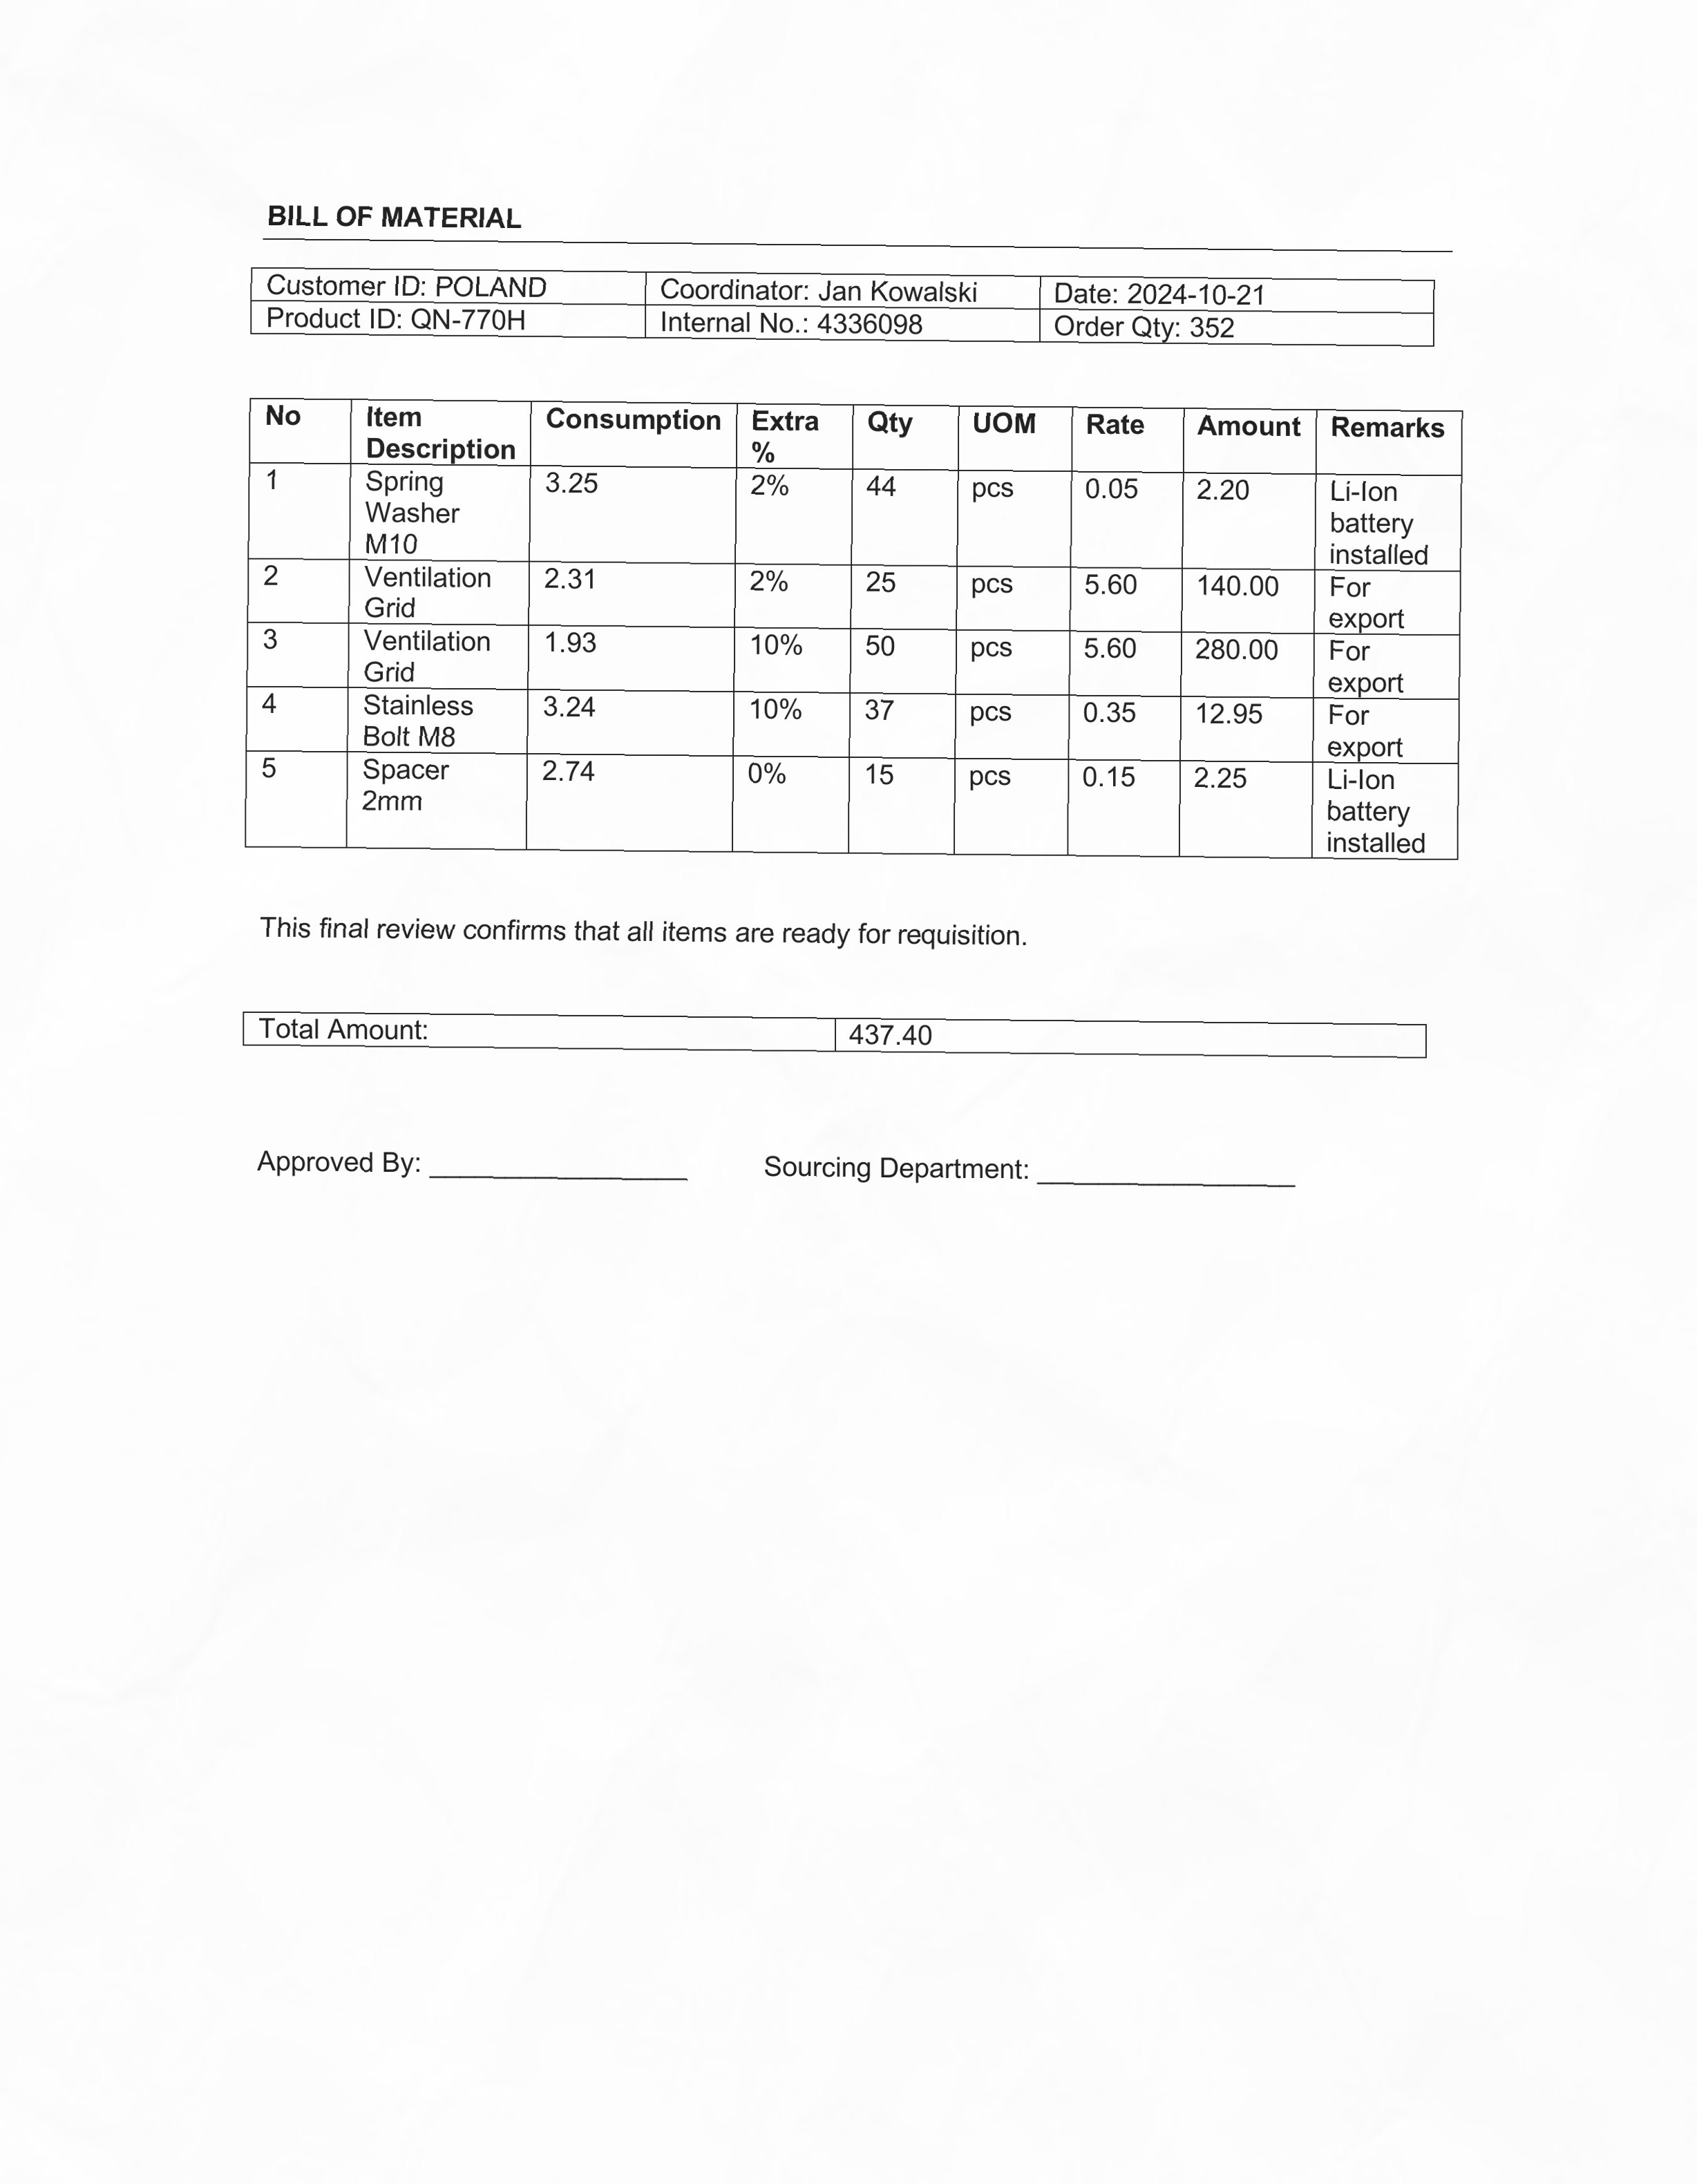 BILL OF MATERIAL
Customer ID: POLAND Coordinator: Jan Kowalski Date: 2024-10-21
Product ID: QN-770H Internal No.: 4336098 Order Qty: 352
No Item Description Consumption Extra % Qty UOM Rate Amount Remarks
1 Spring Washer M10 3.25 2% 44 pcs 0.05 2.20 Li-Ion battery installed
2 Ventilation Grid 2.31 2% 25 pcs 5.60 140.00 For export
3 Ventilation Grid 1.93 10% 50 pcs 5.60 280.00 For export
4 Stainless Bolt M8 3.24 10% 37 pcs 0.35 12.95 For export
5 Spacer 2mm 2.74 0% 15 pcs 0.15 2.25 Li-Ion battery installed
This final review confirms that all items are ready for requisition.
Total Amount: 437.40
Approved By: _________________ Sourcing Department: _________________